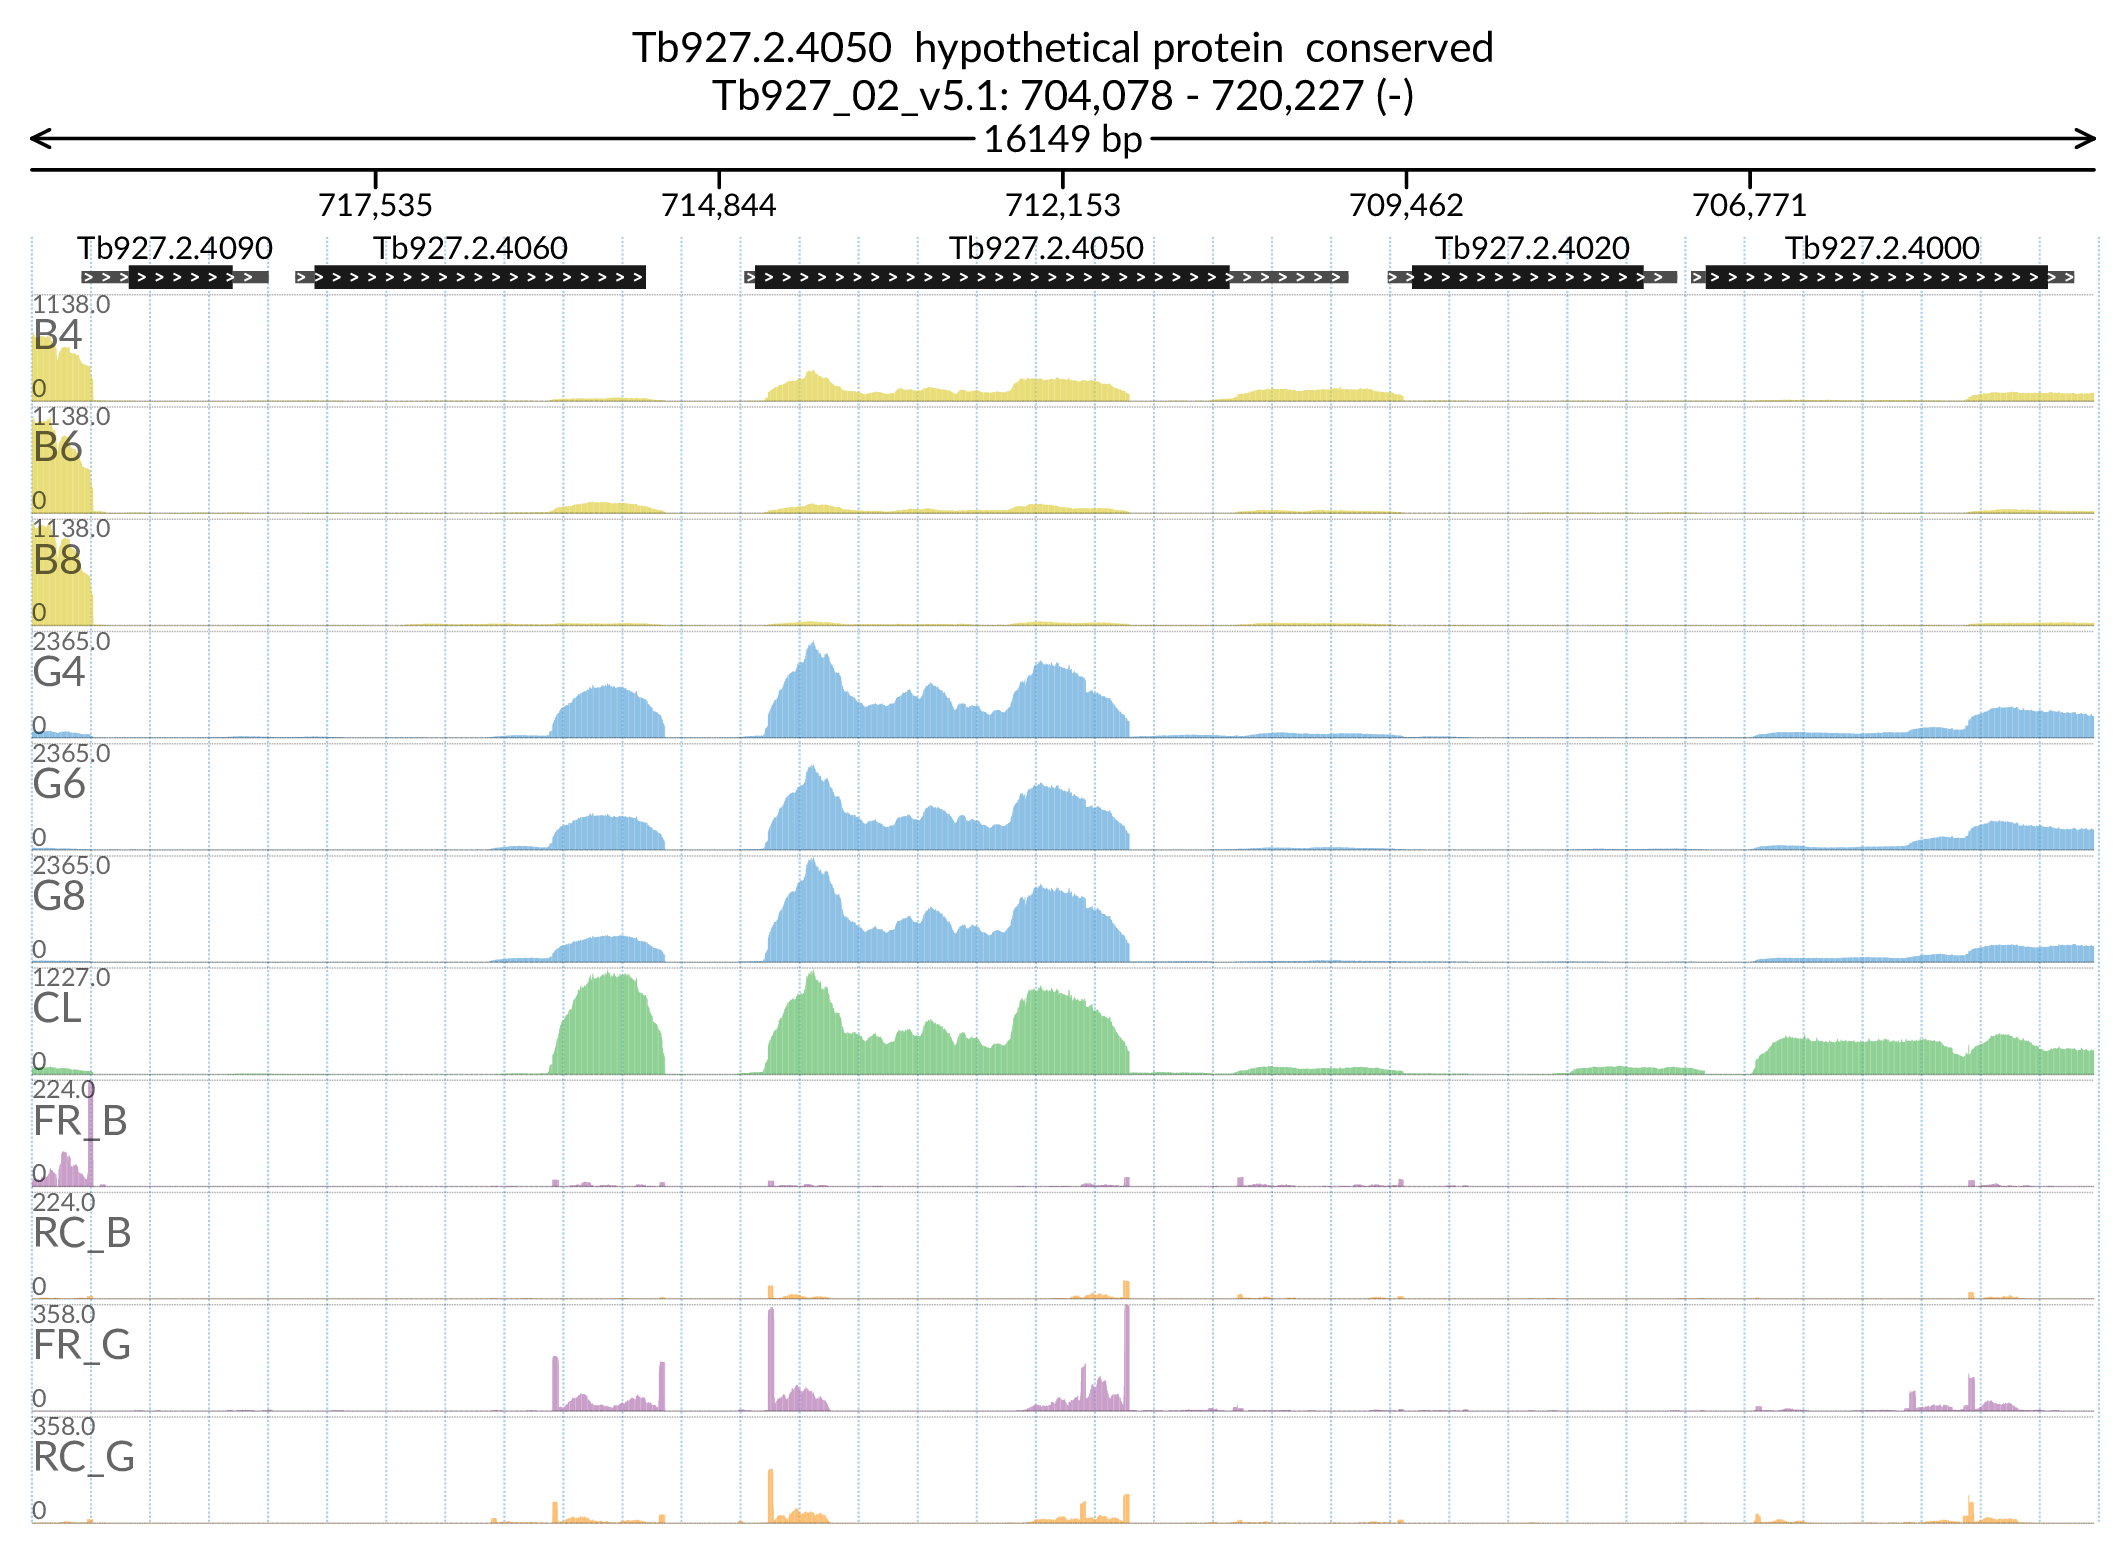 Tb927.2.4050  hypothetical protein  conserved
Tb927_02_v5.1: 704,078 - 720,227 (-)
16149 bp
717,535 714,844 712,153 709,462 706,771
Tb927.2.4090 Tb927.2.4060 Tb927.2.4050 Tb927.2.4020 Tb927.2.4000
1138.0
B4
0
1138.0
B6
0
1138.0
B8
0
2365.0
G4
0
2365.0
G6
0
2365.0
G8
0
1227.0
CL
0
224.0
FR_B
0
224.0
RC_B
0
358.0
FR_G
0
358.0
RC_G
0